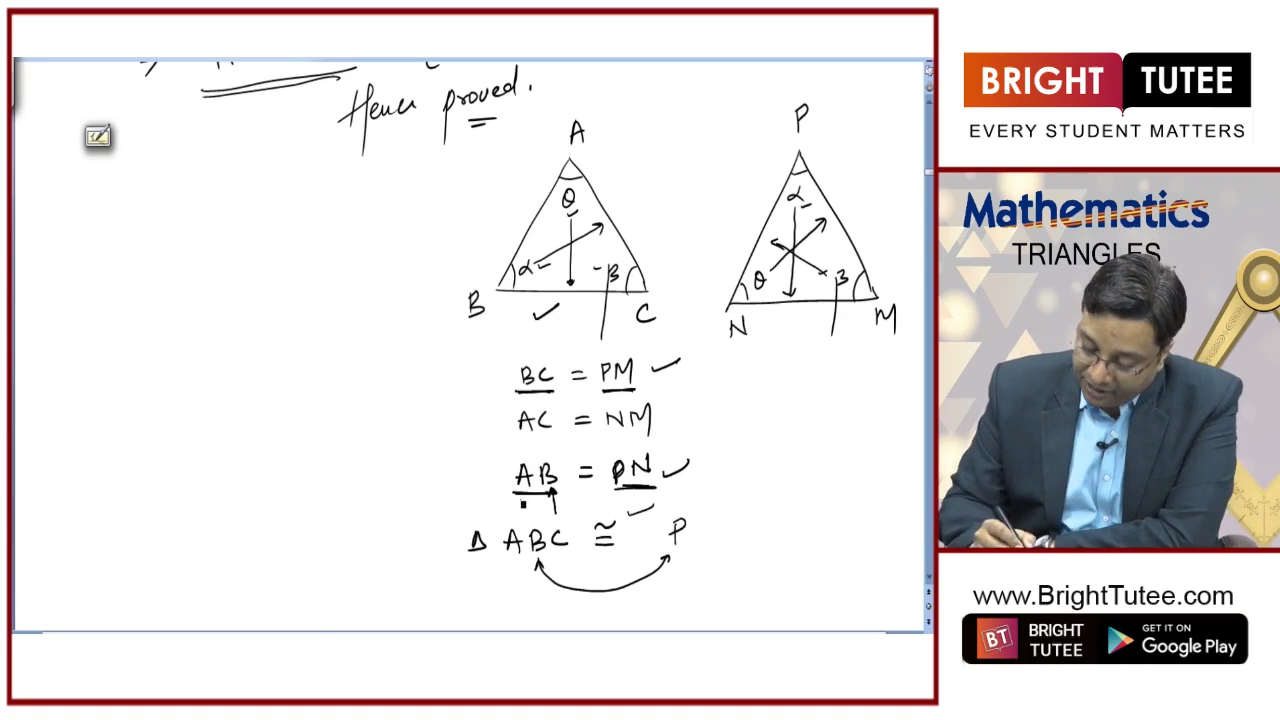 Hence proved.
A
θ
α
β
B
C
P
α
θ
β
N
M
BC = PM ✓
AC = NM
AB = PN ✓
Δ ABC ≅ P
BRIGHT TUTEE
EVERY STUDENT MATTERS
Mathematics
TRIANGLES
www.BrightTutee.com
BT BRIGHT TUTEE
GET IT ON
Google Play